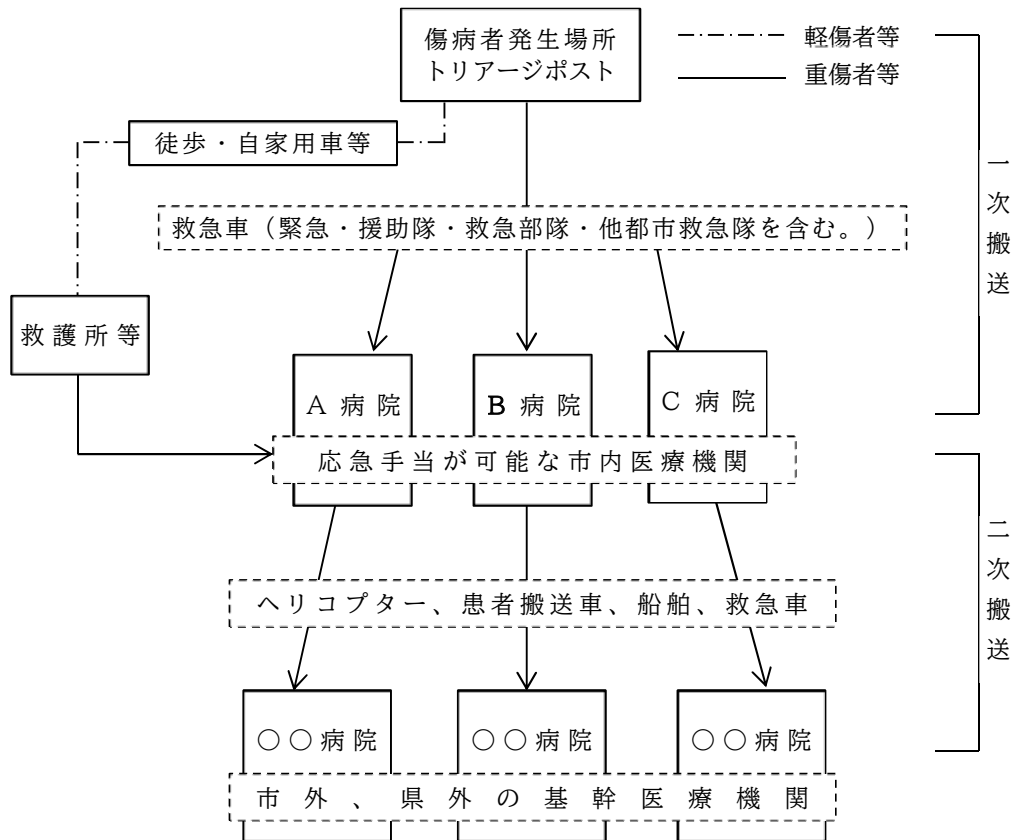 傷病者発生場所
トリアージポスト
軽傷者等
重傷者等
徒歩・自家用車等
一次搬送
救急車（緊急・援助隊・救急部隊・他都市救急隊を含む。）
救護所等
A病院
B病院
C病院
応急手当が可能な市内医療機関
二次搬送
ヘリコプター、患者搬送車、船舶、救急車
○○病院
○○病院
○○病院
市外、県外の基幹医療機関